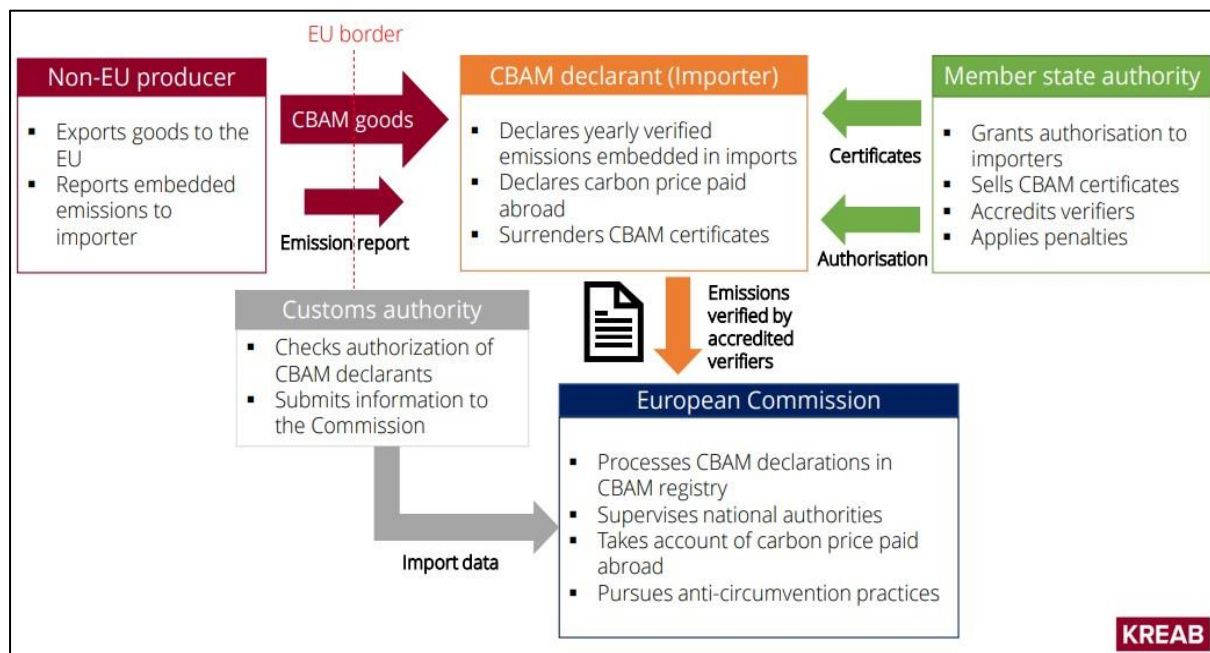 EU border
Non-EU producer
▪ Exports goods to the
EU
▪ Reports embedded
emissions to
importer
CBAM goods
Emission report
CBAM declarant (Importer)
▪ Declares yearly verified
emissions embedded in imports
▪ Declares carbon price paid
abroad
▪ Surrenders CBAM certificates
Certificates
Authorisation
Member state authority
▪ Grants authorisation to
importers
▪ Sells CBAM certificates
▪ Accredits verifiers
▪ Applies penalties
Customs authority
▪ Checks authorization of
CBAM declarants
▪ Submits information to
the Commission
Emissions
verified by
accredited
verifiers
Import data
European Commission
▪ Processes CBAM declarations in
CBAM registry
▪ Supervises national authorities
▪ Takes account of carbon price paid
abroad
▪ Pursues anti-circumvention practices
KREAB